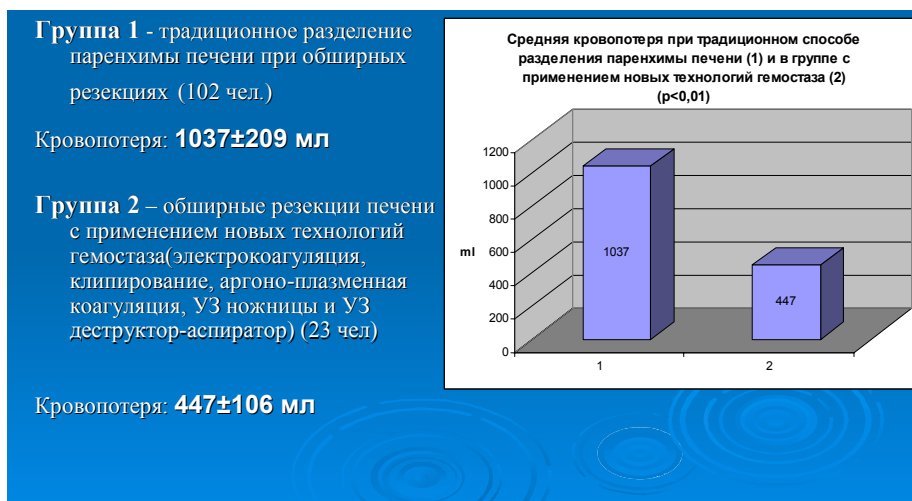 Группа 1 - традиционное разделение
паренхимы печени при обширных
резекциях (102 чел.)
Кровопотеря: 1037±209 мл
Группа 2 – обширные резекции печени
с применением новых технологий
гемостаза(электрокоагуляция,
клипирование, аргоно-плазменная
коагуляция, УЗ ножницы и УЗ
деструктор-аспиратор) (23 чел)
Кровопотеря: 447±106 мл
Средняя кровопотеря при традиционном способе
разделения паренхимы печени (1) и в группе с
применением новых технологий гемостаза (2)
(p<0,01)
1200
1000
800
600
400
200
0
ml
1037
447
1
2